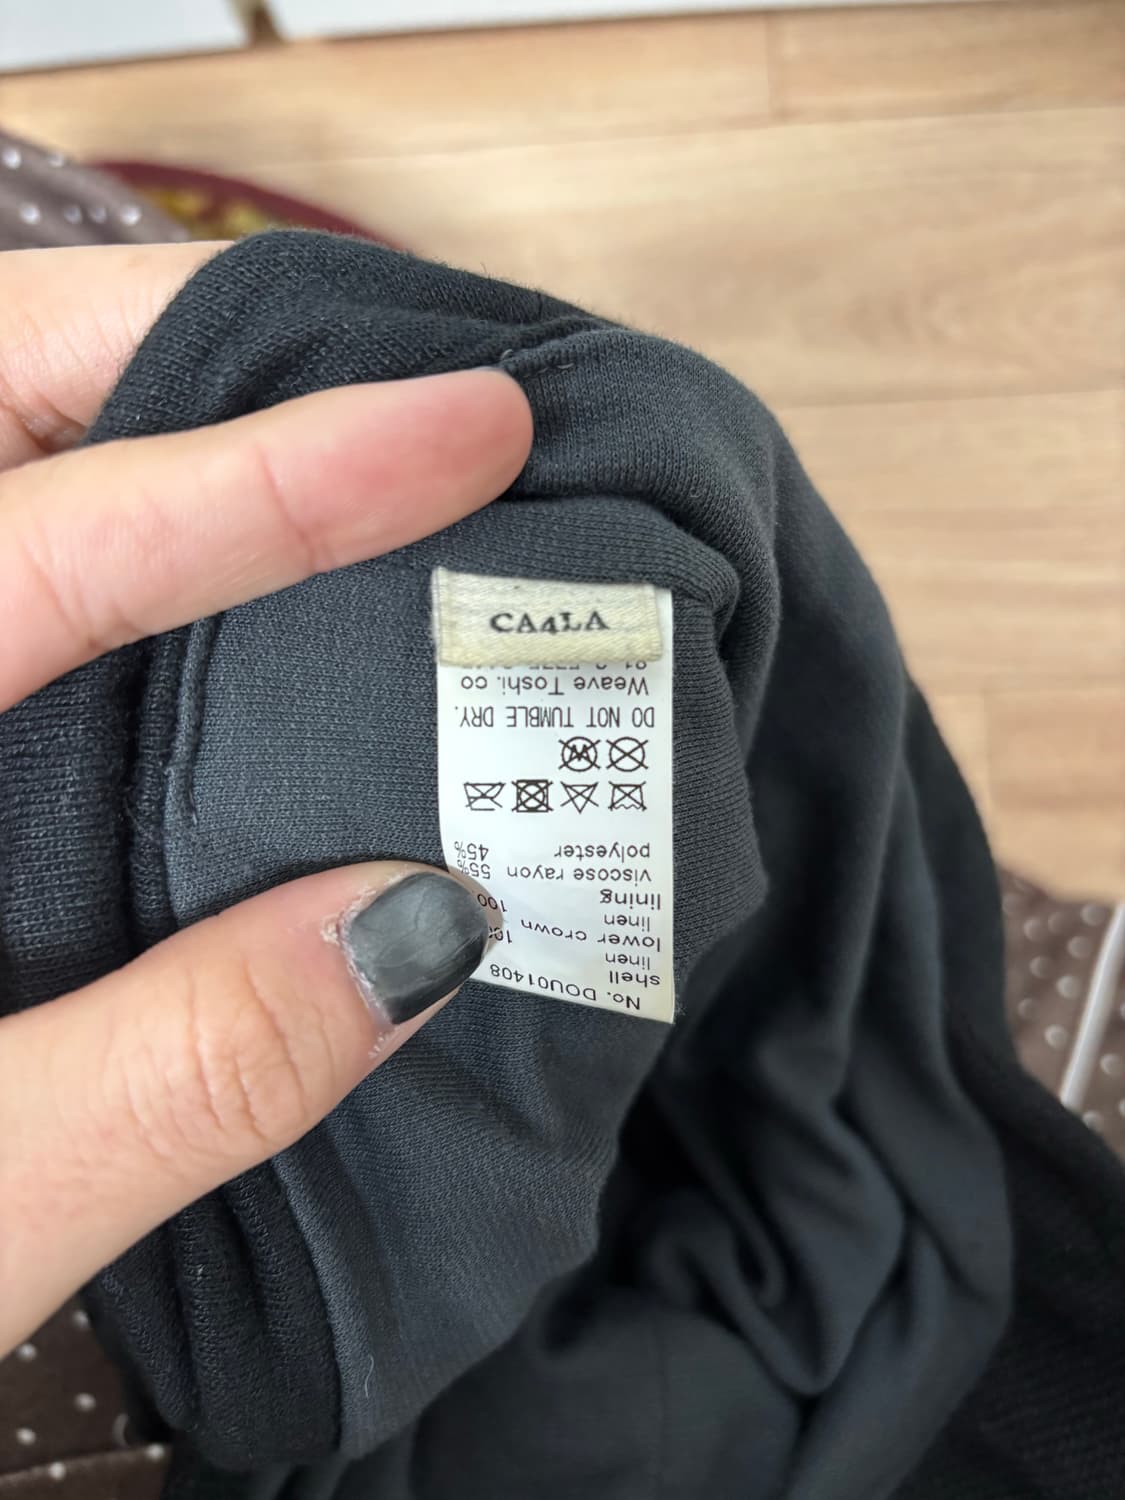 CA4LA
No. DOU01408
shell
linen
lower crown
linen 100
lining
viscose rayon 55%
polyester 45%
DO NOT TUMBLE DRY.
Weave Toshi. co